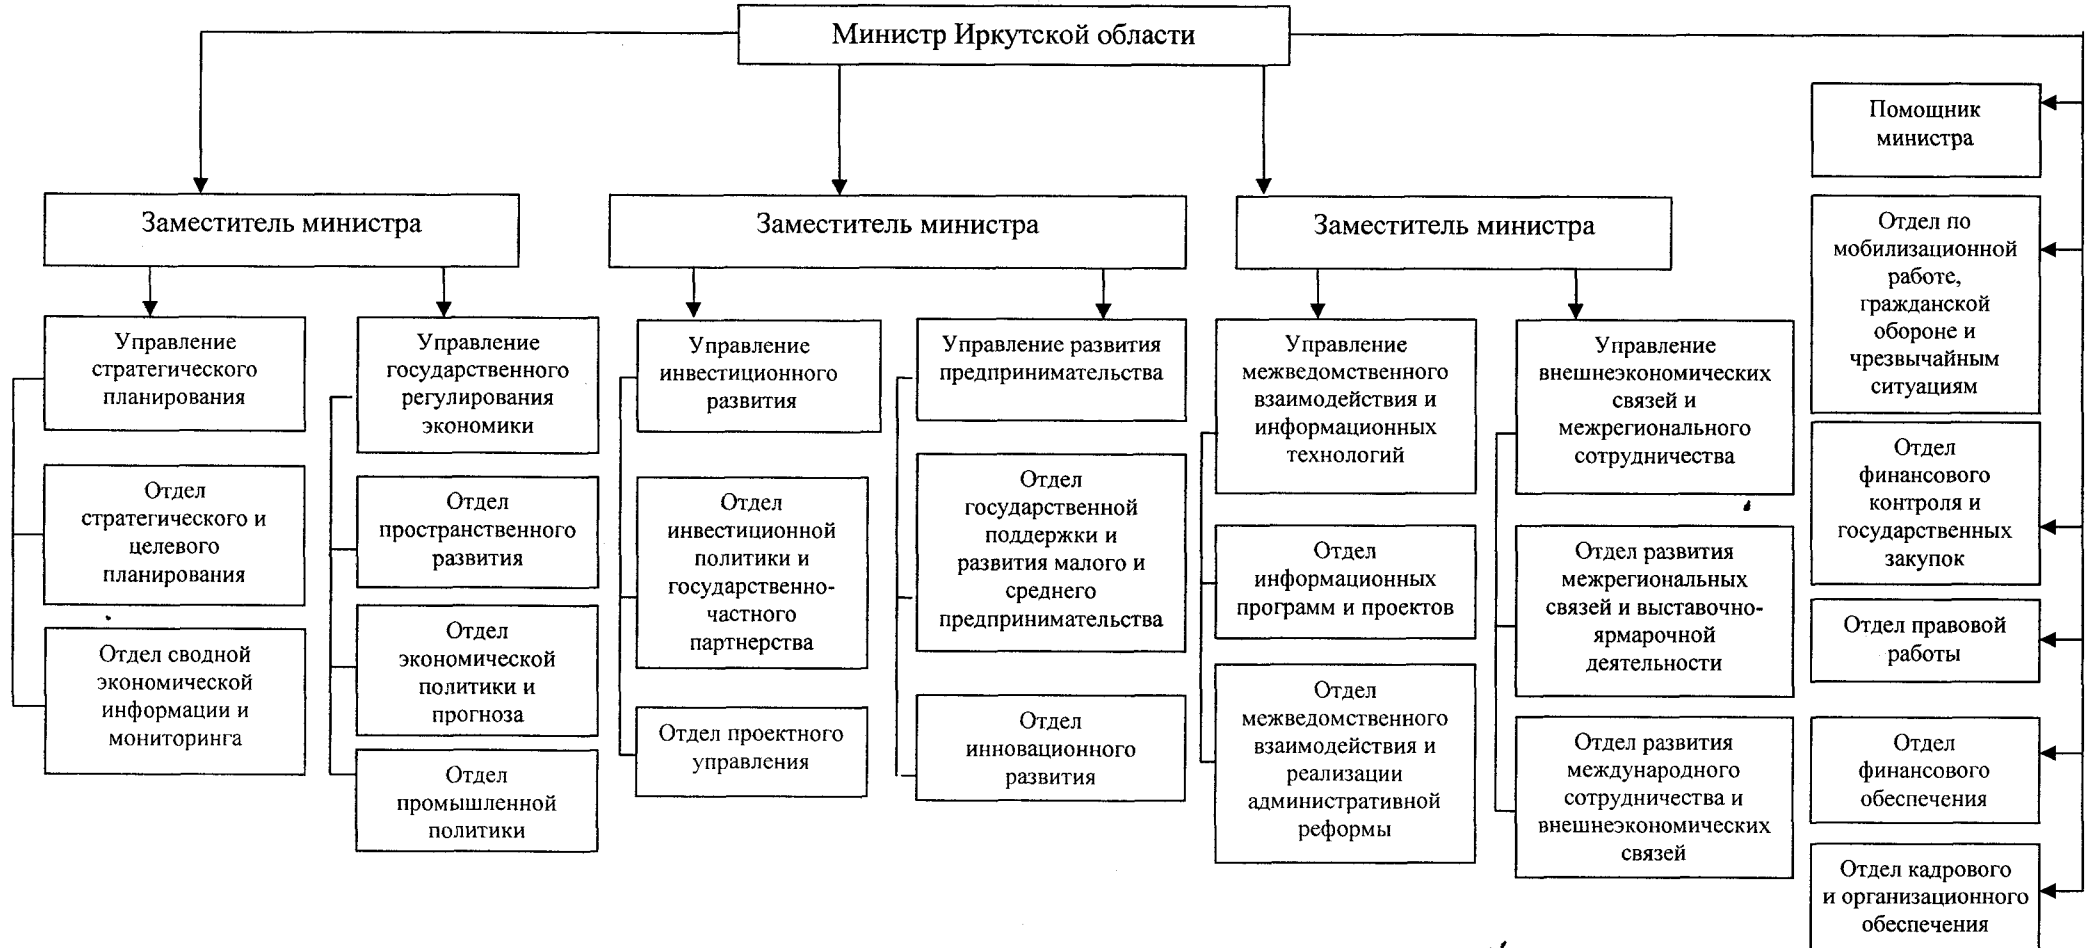 Министр Иркутской области
Заместитель министра
Управление
стратегического
планирования
Отдел
стратегического и
целевого
планирования
Отдел сводной
экономической
информации и
мониторинга
Управление
государственного
регулирования
экономики
Отдел
пространственного
развития
Отдел
экономической
политики и
прогноза
Отдел
промышленной
политики
Заместитель министра
Управление
инвестиционного
развития
Отдел
инвестиционной
политики и
государственно-
частного
партнерства
Отдел проектного
управления
Управление развития
предпринимательства
Отдел
государственной
поддержки и
развития малого и
среднего
предпринимательства
Отдел
инновационного
развития
Заместитель министра
Управление
межведомственного
взаимодействия и
информационных
технологий
Отдел
информационных
программ и проектов
Отдел
межведомственного
взаимодействия и
реализации
административной
реформы
Управление
внешнеэкономических
связей и
межрегионального
сотрудничества
Отдел развития
межрегиональных
связей и выставочно-
ярмарочной
деятельности
Отдел развития
международного
сотрудничества и
внешнеэкономических
связей
Помощник
министра
Отдел по
мобилизационной
работе,
гражданской
обороне и
чрезвычайным
ситуациям
Отдел
финансового
контроля и
государственных
закупок
Отдел правовой
работы
Отдел
финансового
обеспечения
Отдел кадрового
и организационного
обеспечения